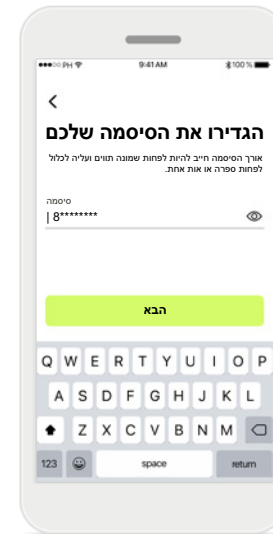 PH 9:41 AM 100 %
הגדירו את הסיסמה שלכם
אורך הסיסמה חייב להיות לפחות שמונה תווים ועליה לכלול
לפחות ספרה או אות אחת.
סיסמה
| 8********
הבא
Q W E R T Y U I O P
A S D F G H J K L
Z X C V B N M
123 space return